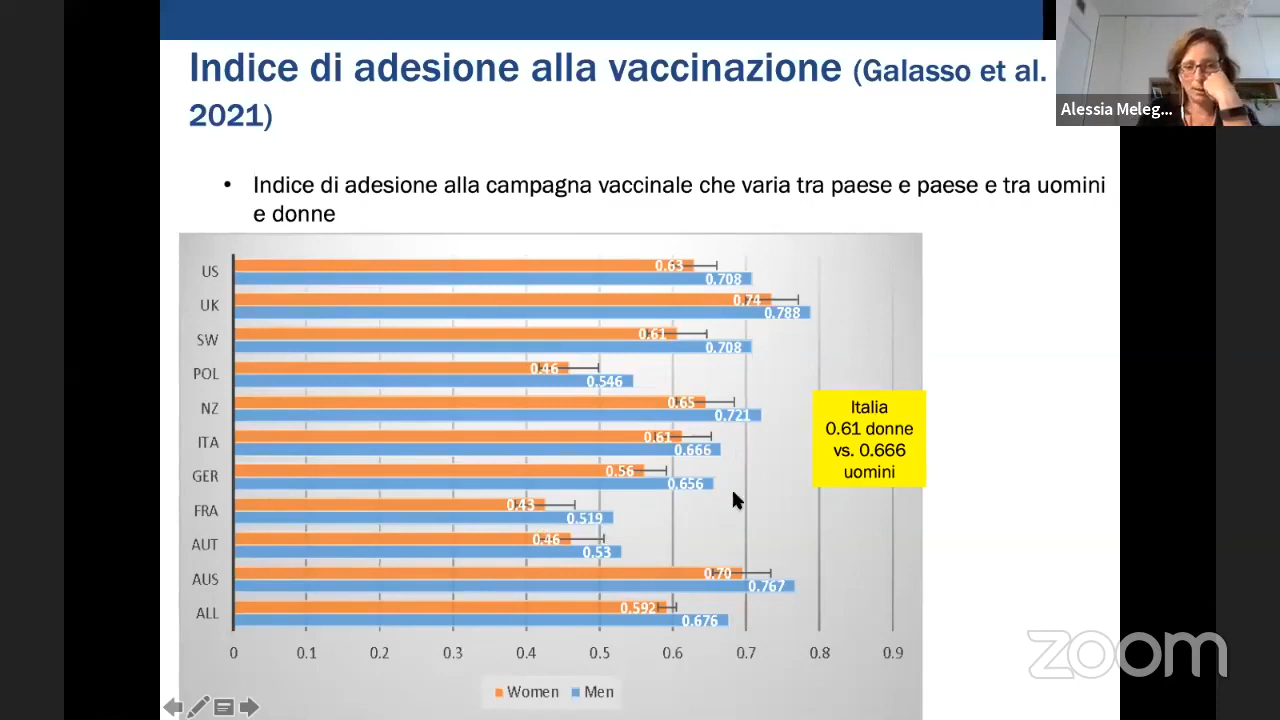 Indice di adesione alla vaccinazione (Galasso et al.
2021)
Alessia Meleg...
• Indice di adesione alla campagna vaccinale che varia tra paese e paese e tra uomini
e donne
US
0.63
0.708
UK
0.74
0.788
SW
0.61
0.708
POL
0.46
0.546
NZ
0.65
0.721
ITA
0.61
0.666
GER
0.56
0.656
FRA
0.43
0.519
AUT
0.46
0.53
AUS
0.70
0.767
ALL
0.592
0.676
0 0.1 0.2 0.3 0.4 0.5 0.6 0.7 0.8 0.9
Women Men
Italia
0.61 donne
vs. 0.666
uomini
zoom